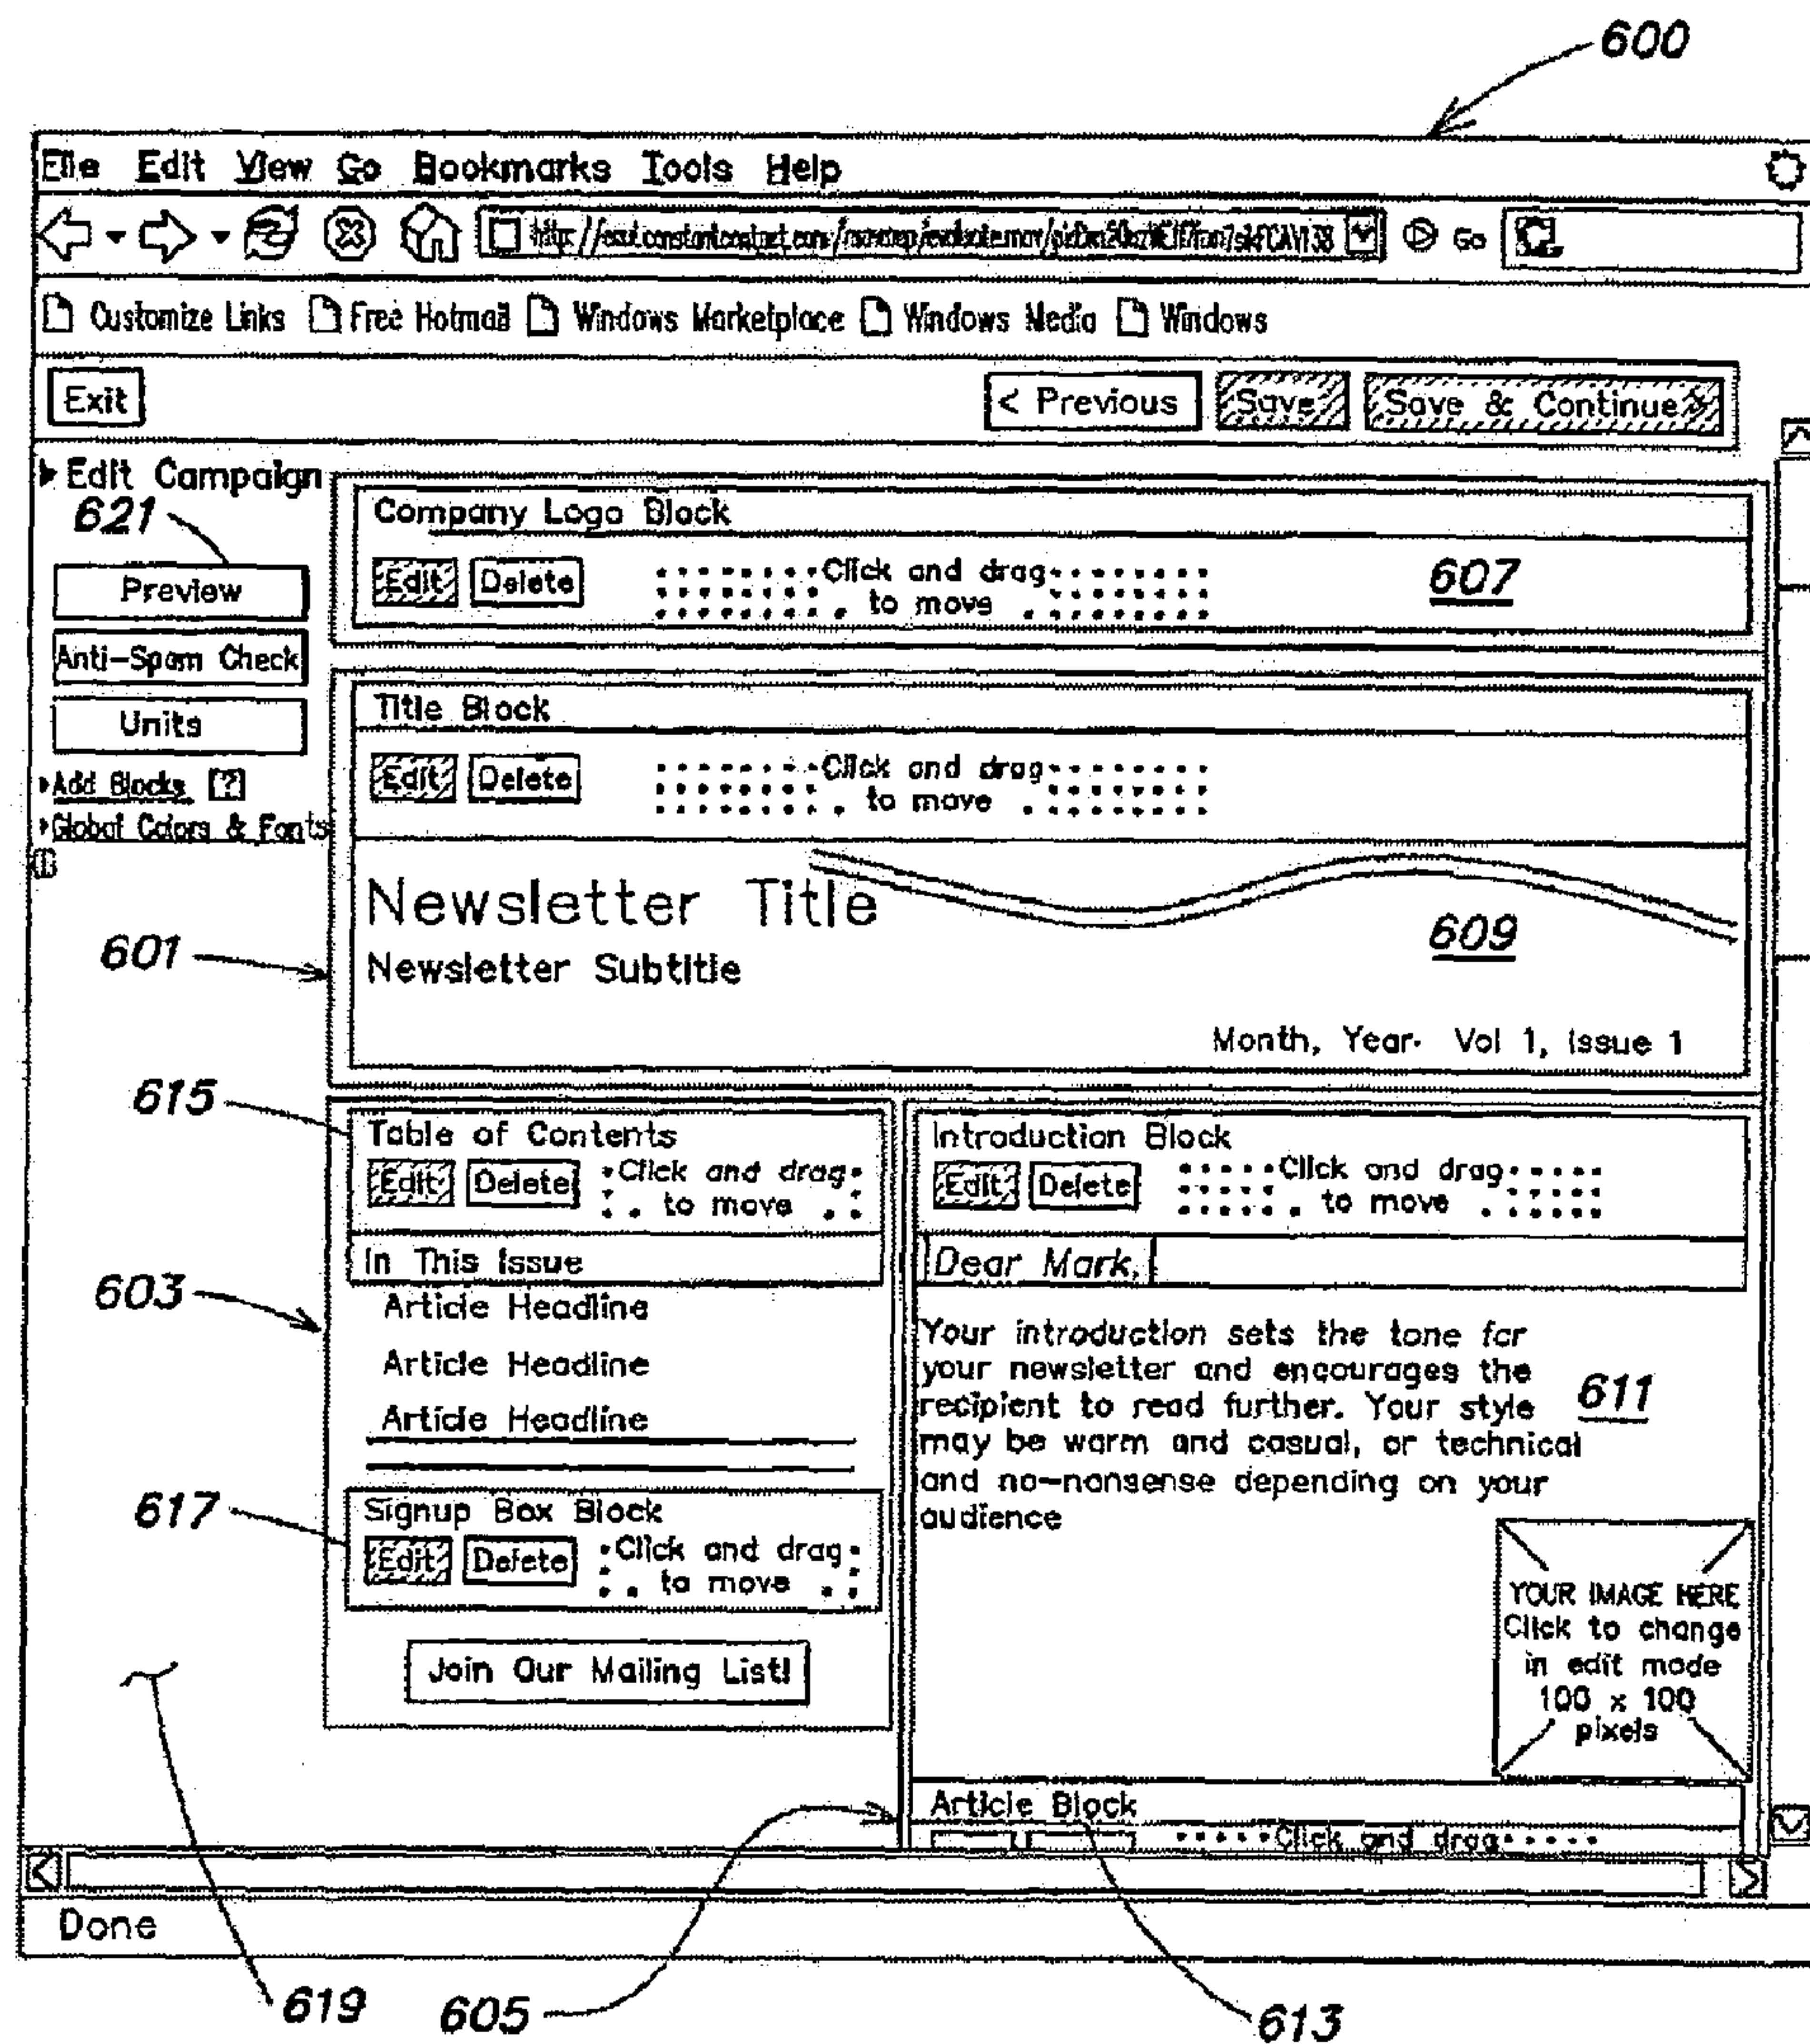 600
File Edit View Go Bookmarks Tools Help
Go
Customize Links Free Hotmail Windows Marketplace Windows Media Windows
Exit < Previous Save Save & Continue >
Edit Campaign
621
Preview
Anti-Spam Check
Units
Add Blocks [?]
Global Colors & Fonts
Company Logo Block
Edit Delete Click and drag
to move
607
Title Block
Edit Delete Click and drag
to move
Newsletter Title
609
601
Newsletter Subtitle
Month, Year. Vol 1, Issue 1
615
Table of Contents
Edit Delete Click and drag
to move
In This Issue
603
Article Headline
Article Headline
Article Headline
617
Signup Box Block
Edit Delete Click and drag
to move
Join Our Mailing List!
Introduction Block
Edit Delete Click and drag
to move
Dear Mark,
Your introduction sets the tone for
your newsletter and encourages the
recipient to read further. Your style
may be warm and casual, or technical
and no-nonsense depending on your
audience
611
YOUR IMAGE HERE
Click to change
in edit mode
100 x 100
pixels
Article Block
Click and drag
Done
619 605 613